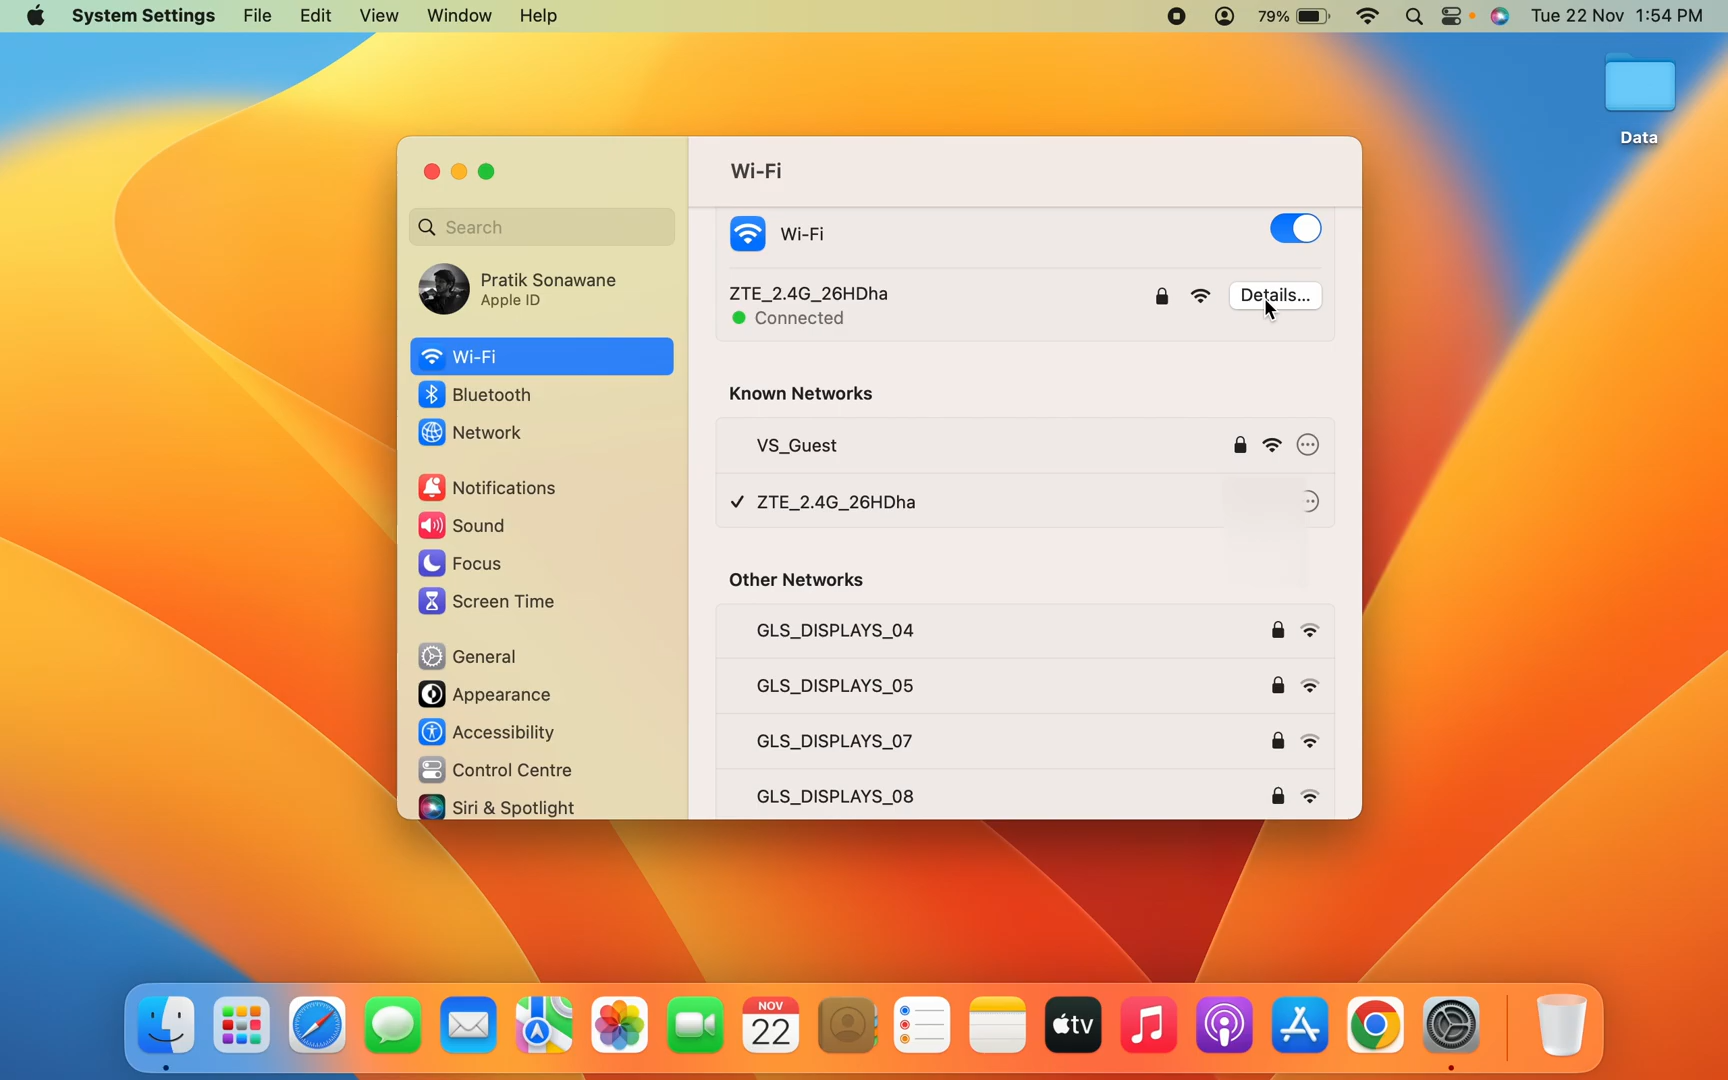 System Settings File Edit View Window Help 79% Tue 22 Nov 1:54 PM
Data
Wi-Fi
Search
Pratik Sonawane
Apple ID
Wi-Fi
Bluetooth
Network
Notifications
Sound
Focus
Screen Time
General
Appearance
Accessibility
Control Centre
Siri & Spotlight
Wi-Fi
ZTE_2.4G_26HDha
Connected
Details...
Known Networks
VS_Guest
ZTE_2.4G_26HDha
Other Networks
GLS_DISPLAYS_04
GLS_DISPLAYS_05
GLS_DISPLAYS_07
GLS_DISPLAYS_08
NOV
22
tv